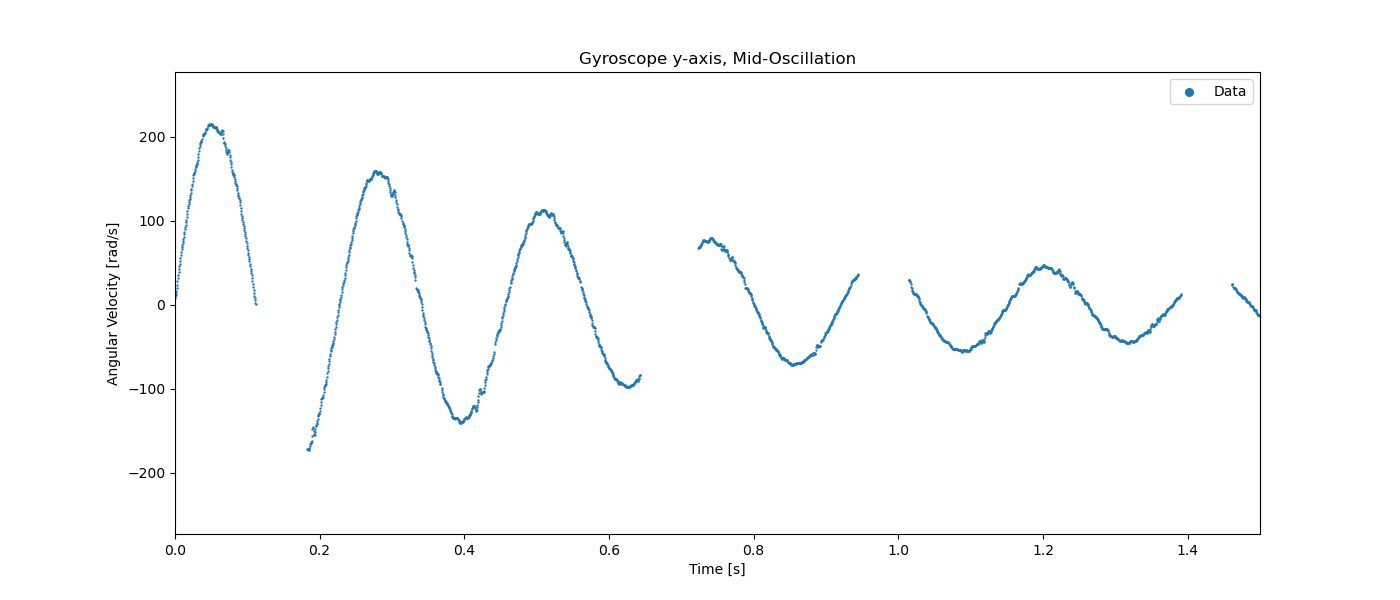 Gyroscope y-axis, Mid-Oscillation
Data
Angular Velocity [rad/s]
200
100
0
−100
−200
0.0 0.2 0.4 0.6 0.8 1.0 1.2 1.4
Time [s]